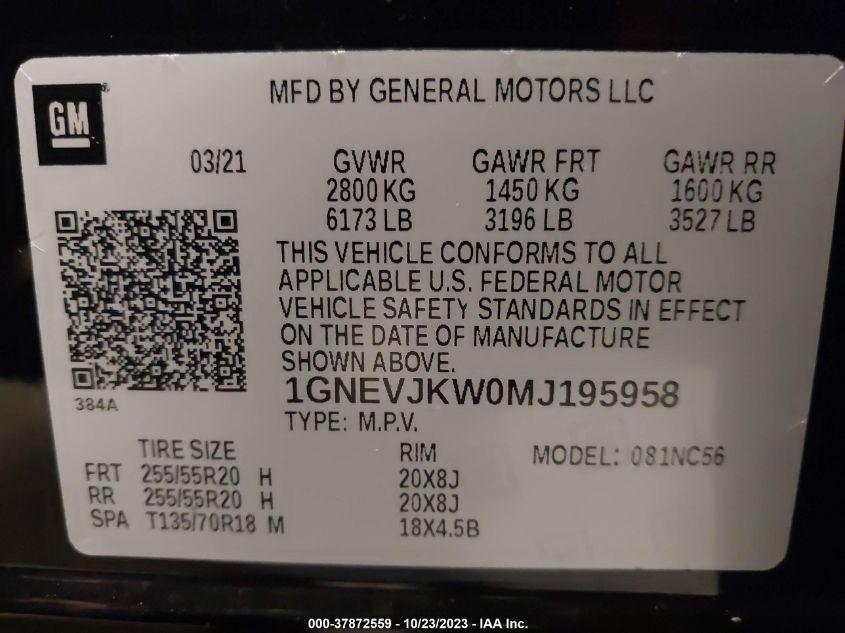 GM
MFD BY GENERAL MOTORS LLC
03/21 GVWR GAWR FRT GAWR RR
2800 KG 1450 KG 1600 KG
6173 LB 3196 LB 3527 LB
THIS VEHICLE CONFORMS TO ALL
APPLICABLE U.S. FEDERAL MOTOR
VEHICLE SAFETY STANDARDS IN EFFECT
ON THE DATE OF MANUFACTURE
SHOWN ABOVE.
384A
1GNEVJKW0MJ195958
TYPE: M.P.V.
TIRE SIZE RIM MODEL: 081NC56
FRT 255/55R20 H 20X8J
RR 255/55R20 H 20X8J
SPA T135/70R18 M 18X4.5B
000-37872559 - 10/23/2023 - IAA Inc.